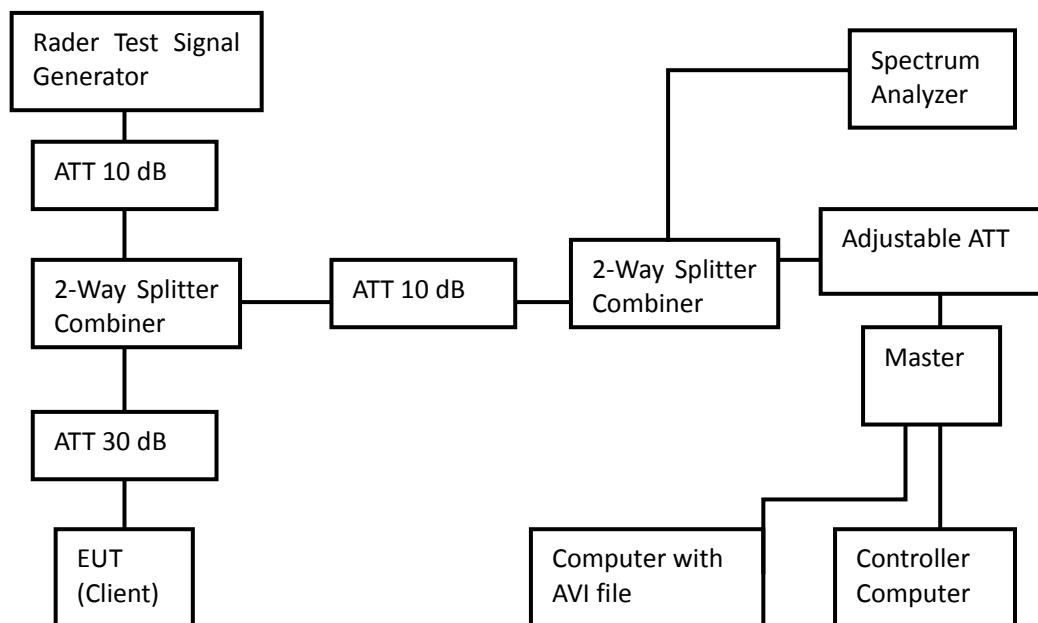 Rader Test Signal
Generator
Spectrum
Analyzer
ATT 10 dB
Adjustable ATT
2-Way Splitter
Combiner
ATT 10 dB
2-Way Splitter
Combiner
Master
ATT 30 dB
EUT
(Client)
Computer with
AVI file
Controller
Computer